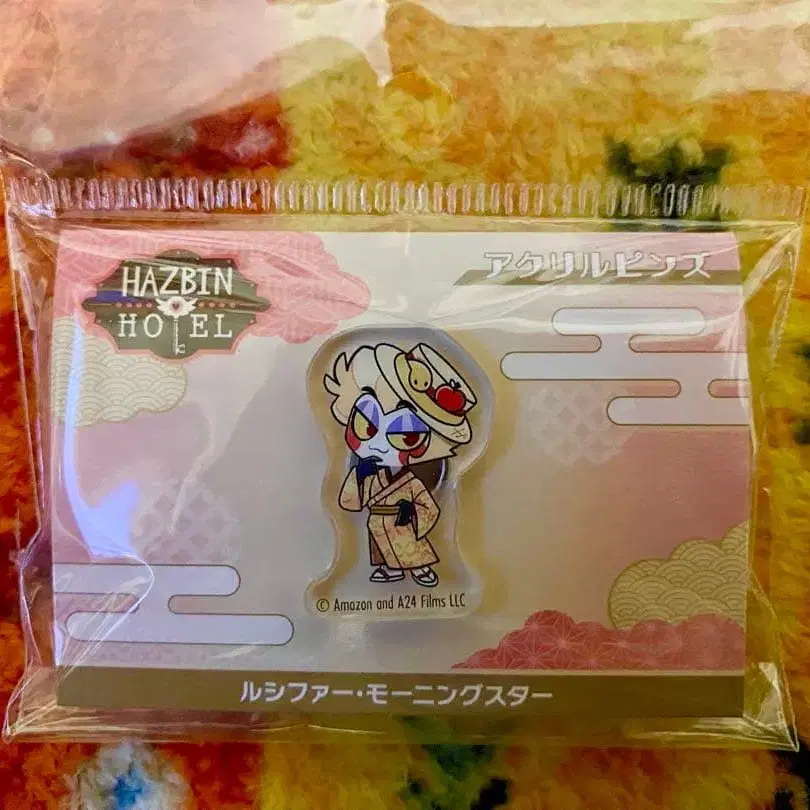 HAZBIN
HOTEL
アクリルピンズ
© Amazon and A24 Films LLC
ルシファー・モーニングスター